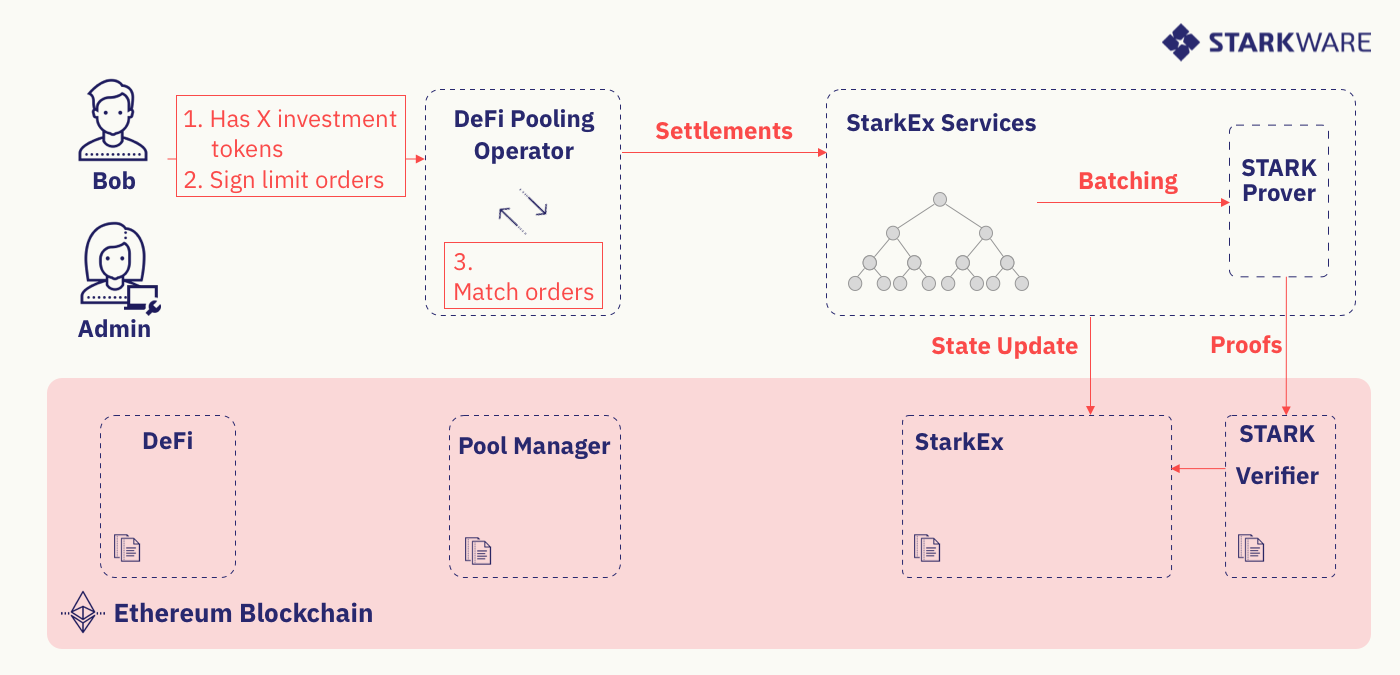 STARKWARE
Bob
1. Has X investment
tokens
2. Sign limit orders
Admin
DeFi Pooling
Operator
3.
Match orders
Settlements
StarkEx Services
Batching
STARK
Prover
State Update
Proofs
DeFi
Pool Manager
StarkEx
STARK
Verifier
Ethereum Blockchain